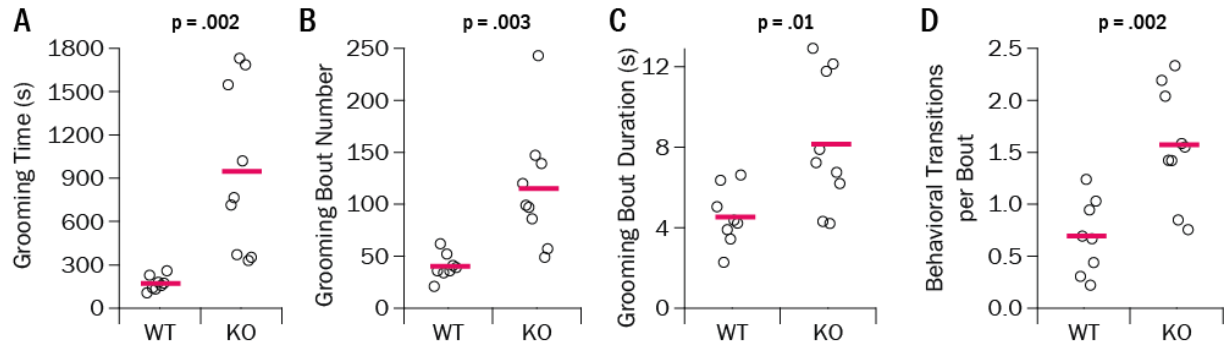 A
p = .002
Grooming Time (s)
1800
1500
1200
900
600
300
0
WT
KO
B
p = .003
Grooming Bout Number
250
200
150
100
50
0
WT
KO
C
p = .01
Grooming Bout Duration (s)
12
8
4
0
WT
KO
D
p = .002
Behavioral Transitions
per Bout
2.5
2.0
1.5
1.0
0.5
0.0
WT
KO